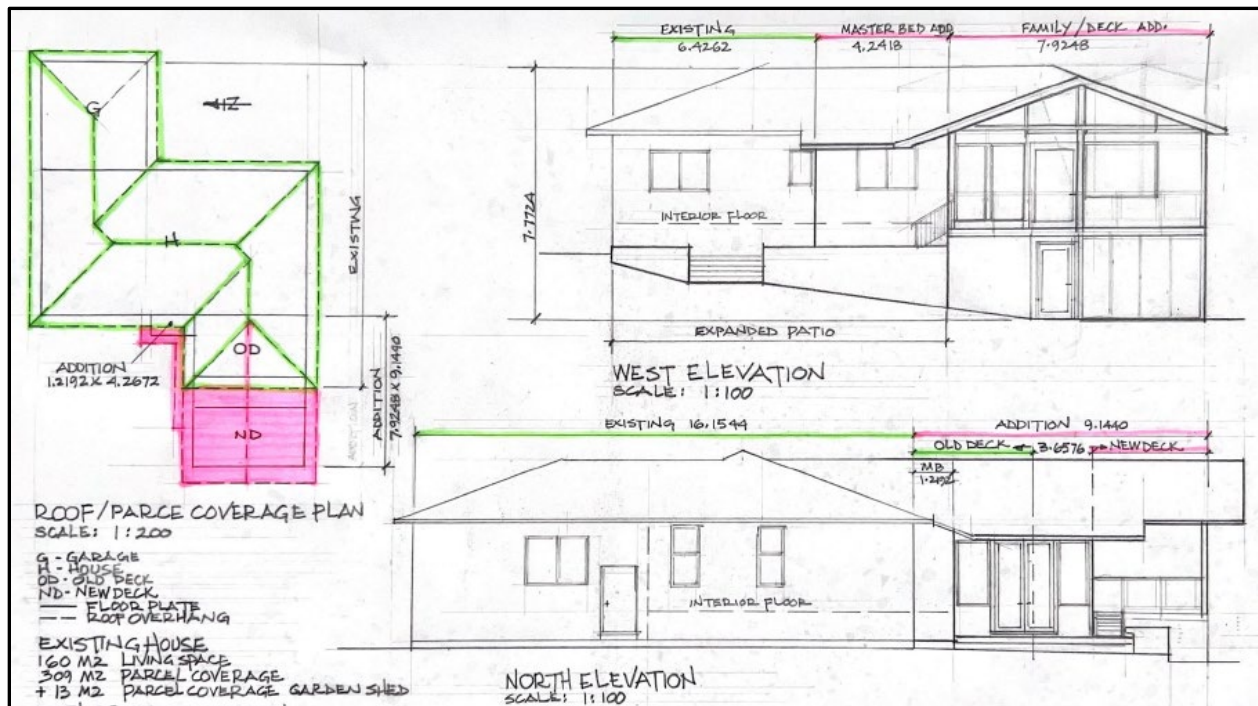 N
G
H
OD
ND
EXISTING
ADDITION
1.2192 X 4.2672
ADDITION
ADDITION
7.9248 X 9.1440
ROOF/PARCE COVERAGE PLAN
SCALE: 1:200
G - GARAGE
H - HOUSE
OD - OLD DECK
ND - NEW DECK
FLOOR PLATE
ROOF OVERHANG
EXISTING HOUSE
160 M2 LIVING SPACE
309 M2 PARCEL COVERAGE
+ 13 M2 PARCEL COVERAGE GARDEN SHED
EXISTING
6.4262
MASTER BED ADD
4.2418
FAMILY/DECK ADD.
7.9248
7.7724
INTERIOR FLOOR
EXPANDED PATIO
WEST ELEVATION
SCALE: 1:100
EXISTING 16.1544
ADDITION 9.1440
OLD DECK 3.6576 NEW DECK
MB
INTERIOR FLOOR
NORTH ELEVATION
SCALE: 1:100